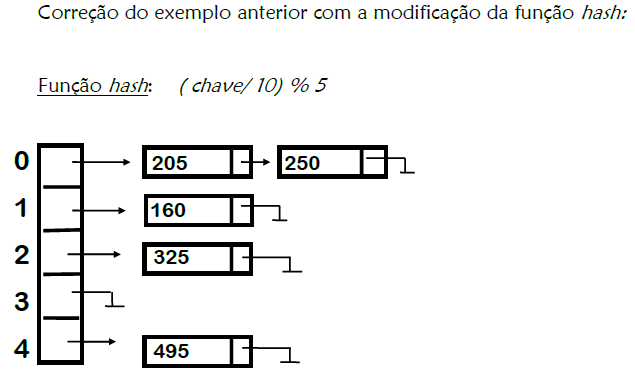 Correção do exemplo anterior com a modificação da função hash:
Função hash: ( chave/ 10) % 5
0 205 250
1 160
2 325
3
4 495